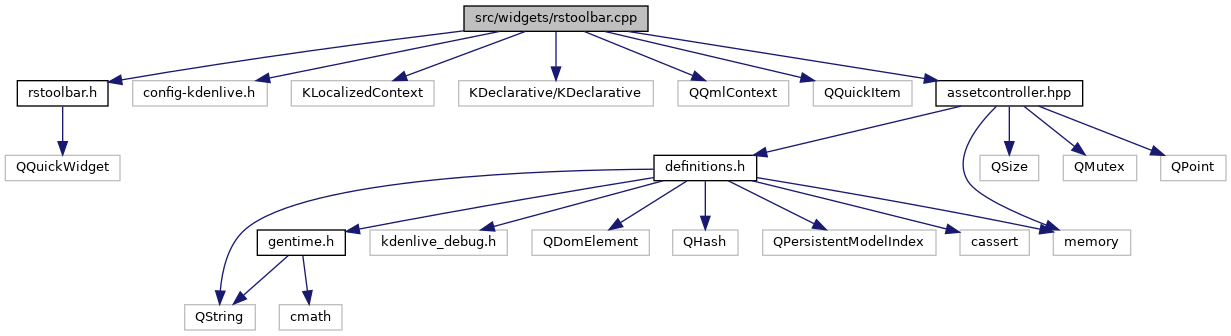 src/widgets/rstoolbar.cpp
rstoolbar.h
config-kdenlive.h
KLocalizedContext
KDeclarative/KDeclarative
QQmlContext
QQuickItem
assetcontroller.hpp
QQuickWidget
definitions.h
QSize
QMutex
QPoint
gentime.h
kdenlive_debug.h
QDomElement
QHash
QPersistentModelIndex
cassert
memory
QString
cmath